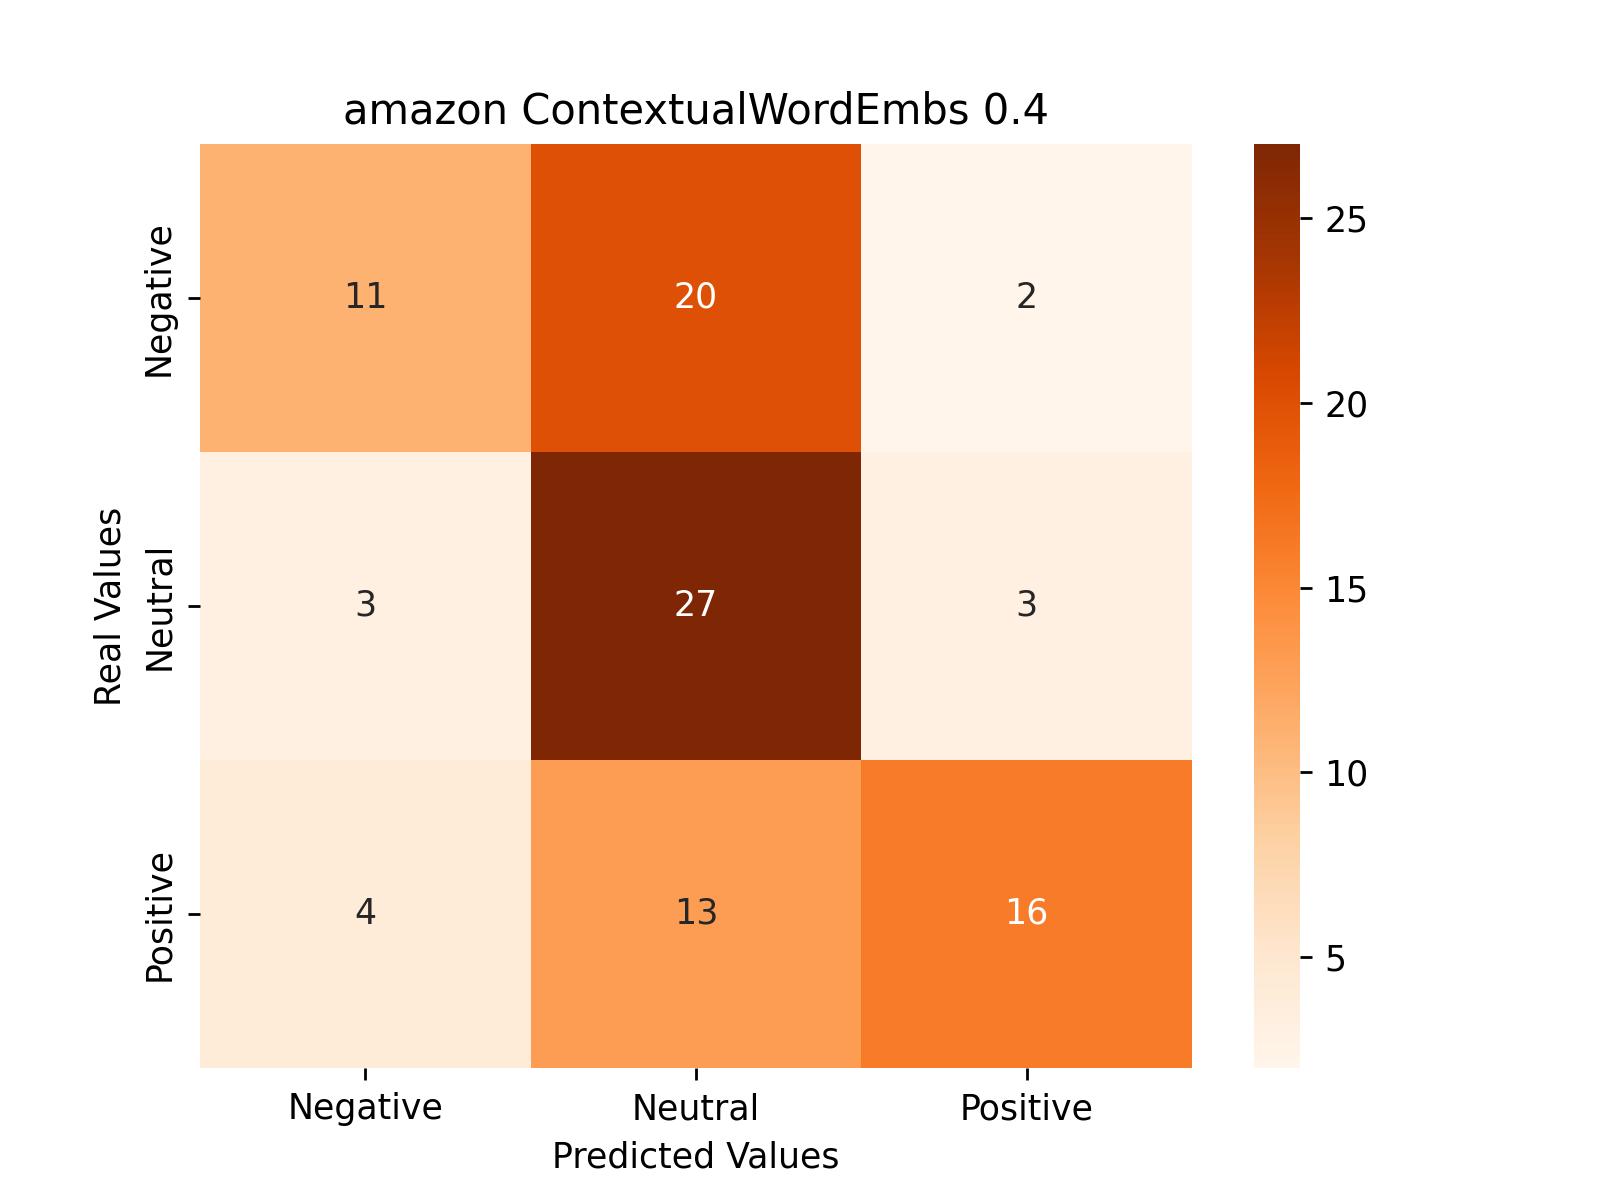 amazon ContextualWordEmbs 0.4
Real Values
Negative
11
20
2
Neutral
3
27
3
Positive
4
13
16
Negative
Neutral
Positive
Predicted Values
25
20
15
10
5